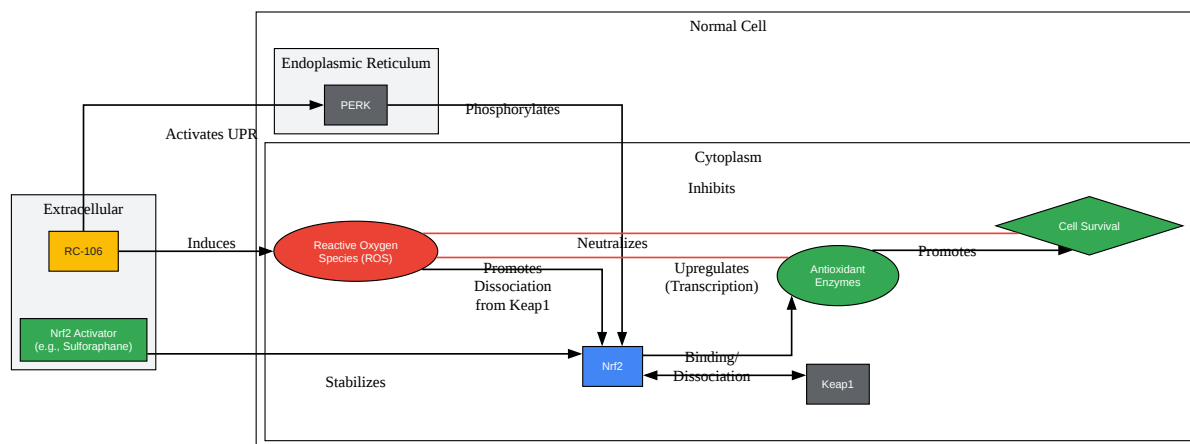 Normal Cell
Endoplasmic Reticulum
PERK
Phosphorylates
Activates UPR
Cytoplasm
Inhibits
Extracellular
RC-106
Induces
Reactive Oxygen
Species (ROS)
Neutralizes
Cell Survival
Promotes
Promotes
Dissociation
from Keap1
Upregulates
(Transcription)
Antioxidant
Enzymes
Nrf2 Activator
(e.g., Sulforaphane)
Stabilizes
Nrf2
Binding/
Dissociation
Keap1